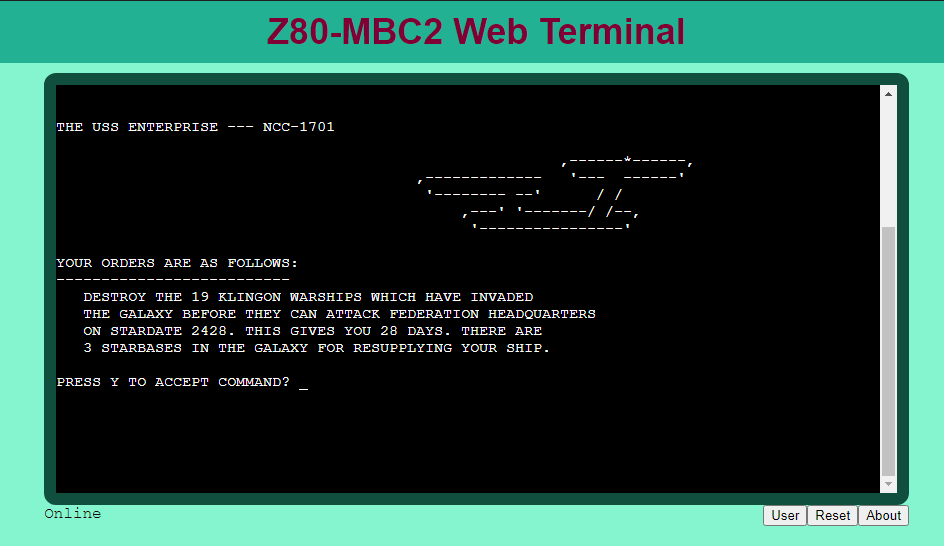 Z80-MBC2 Web Terminal
THE USS ENTERPRISE --- NCC-1701
                                                        ,------*------,
                                        ,-------------   '---  ------'
                                         '-------- --'      / /
                                             ,---' '-------/ /--,
                                              '----------------'
YOUR ORDERS ARE AS FOLLOWS:
--------------------------
   DESTROY THE 19 KLINGON WARSHIPS WHICH HAVE INVADED
   THE GALAXY BEFORE THEY CAN ATTACK FEDERATION HEADQUARTERS
   ON STARDATE 2428. THIS GIVES YOU 28 DAYS. THERE ARE
   3 STARBASES IN THE GALAXY FOR RESUPPLYING YOUR SHIP.
PRESS Y TO ACCEPT COMMAND? _
Online
User Reset About